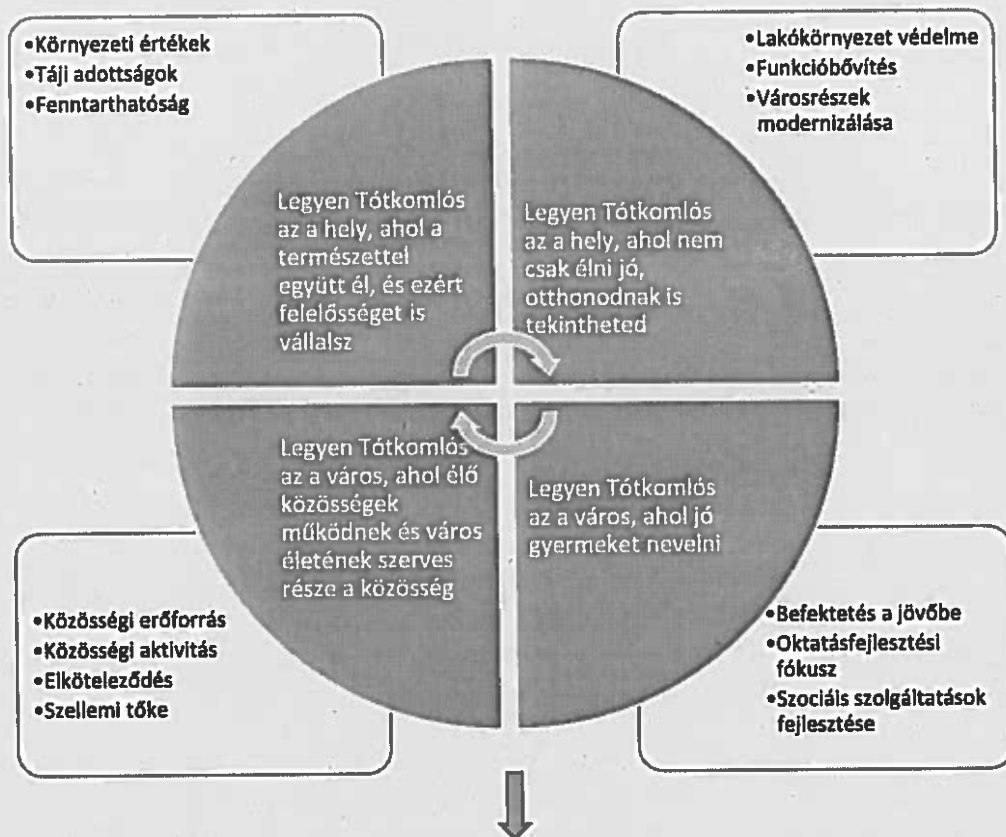 •Környezeti értékek
•Táji adottságok
•Fenntarthatóság
•Lakókörnyezet védelme
•Funkcióbővítés
•Városrészek
modernizálása
Legyen Tótkomlós
az a hely, ahol a
természettel
együtt él, és ezért
felelősséget is
vállalsz
Legyen Tótkomlós
az a hely, ahol nem
csak élni jó,
otthonodnak is
tekintheted
Legyen Tótkomlós
az a város, ahol élő
közösségek
működnek és város
életének szerves
része a közösség
Legyen Tótkomlós
az a város, ahol jó
gyermeket nevelni
•Közösségi erőforrás
•Közösségi aktivitás
•Elköteleződés
•Szellemi tőke
•Befektetés a jövőbe
•Oktatásfejlesztési
fókusz
•Szociális szolgáltatások
fejlesztése